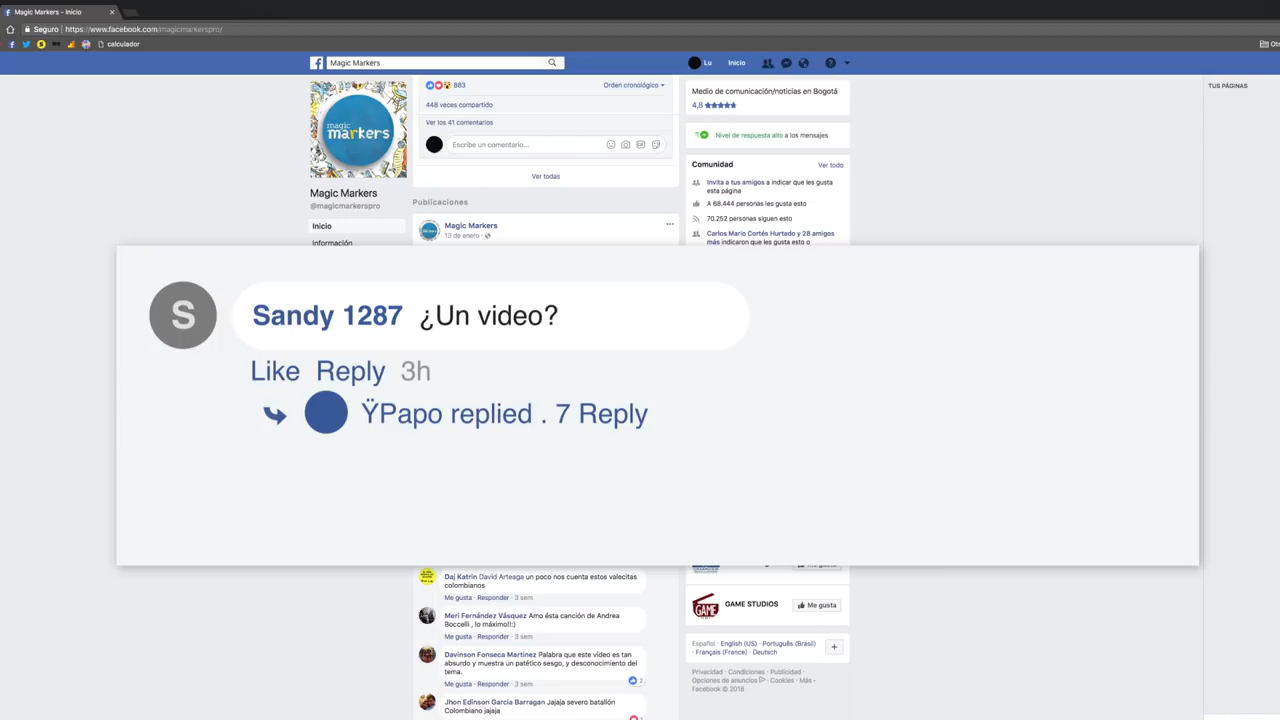 Magic Markers - Inicio
Seguro https://www.facebook.com/magicmarkerspro/
calculador
Magic Markers
Lu Inicio
magic markers
Magic Markers
@magicmarkerspro
Inicio
Información
883
Orden cronológico
448 veces compartido
Ver los 41 comentarios
Escribe un comentario...
Ver todas
Publicaciones
Magic Markers
13 de enero ·
Medio de comunicación/noticias en Bogotá
4,8
Nivel de respuesta alto a los mensajes
Comunidad
Ver todo
Invita a tus amigos a indicar que les gusta
esta página
A 68.444 personas les gusta esto
70.252 personas siguen esto
Carlos Mario Cortés Hurtado y 28 amigos
más indicaron que les gusta esto o
TUS PÁGINAS
S
Sandy 1287 ¿Un video?
Like Reply 3h
ŸPapo replied . 7 Reply
Daj Katrin David Arteaga un poco nos cuenta estos valecitas
colombianos
Me gusta · Responder · 3 sem
Meri Fernández Vásquez Amo ésta canción de Andrea
Boccelli , lo máximo!!:)
Me gusta · Responder · 3 sem
Davinson Fonseca Martinez Palabra que este vídeo es tan
absurdo y muestra un patético sesgo, y desconocimiento del
tema.
Me gusta · Responder · 3 sem
2
Jhon Edinson Garcia Barragan Jajaja severo batallón
Colombiano jajaja
GAME
GAME STUDIOS
Me gusta
Español · English (US) · Português (Brasil)
· Français (France) · Deutsch
Privacidad · Condiciones · Publicidad ·
Opciones de anuncios · Cookies · Más
Facebook © 2018